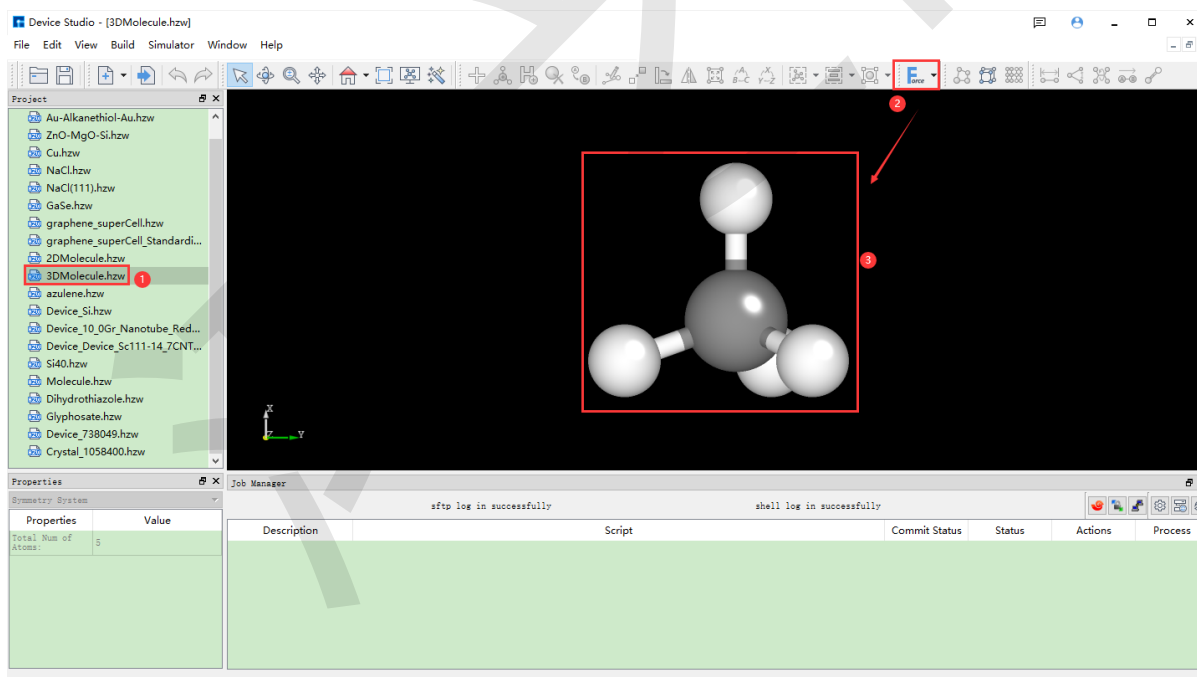 Device Studio - [3DMolecule.hzw]
File Edit View Build Simulator Window Help
Force
Project
Au-Alkanethiol-Au.hzw
ZnO-MgO-Si.hzw
Cu.hzw
NaCl.hzw
NaCl(111).hzw
GaSe.hzw
graphene_superCell.hzw
graphene_superCell_Standardi...
2DMolecule.hzw
3DMolecule.hzw
azulene.hzw
Device_Si.hzw
Device_10_0Gr_Nanotube_Red...
Device_Device_Sc111-14_7CNT...
Si40.hzw
Molecule.hzw
Dihydrothiazole.hzw
Glyphosate.hzw
Device_738049.hzw
Crystal_1058400.hzw
1
2
3
X
Z Y
Properties
Symmetry System
Properties Value
Total Num of
Atoms: 5
Job Manager
sftp log in successfully shell log in successfully
Description Script Commit Status Status Actions Process